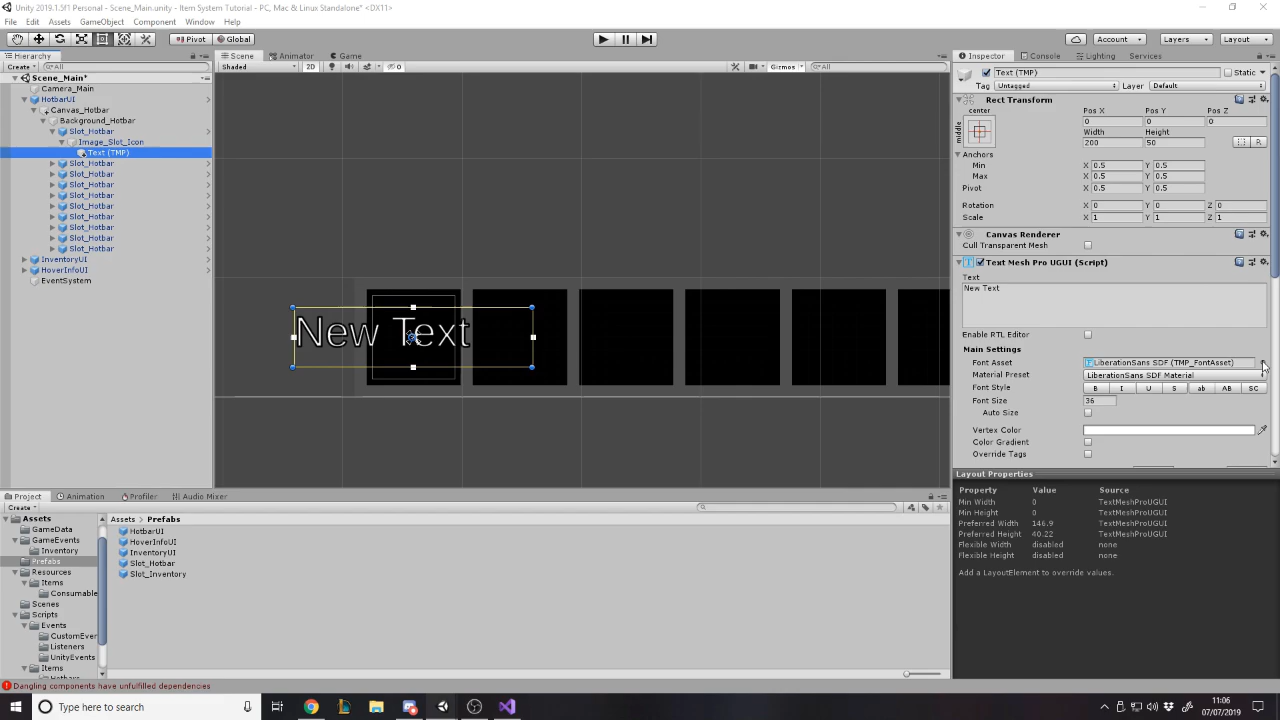 Unity 2019.1.5f1 Personal - Scene_Main.unity - Item System Tutorial - PC, Mac & Linux Standalone* <DX11>
File Edit Assets GameObject Component Window Help
Pivot Global Account Layers Layout
Hierarchy
Create All
Scene_Main*
Camera_Main
HotbarUI
Canvas_Hotbar
Background_Hotbar
Slot_Hotbar
Image_Slot_Icon
Text (TMP)
Slot_Hotbar
Slot_Hotbar
Slot_Hotbar
Slot_Hotbar
Slot_Hotbar
Slot_Hotbar
Slot_Hotbar
Slot_Hotbar
Slot_Hotbar
InventoryUI
HoverInfoUI
EventSystem
Scene Animator Game
Shaded 2D 0 Gizmos All
New Text
Inspector Console Lighting Services
Text (TMP) Static
Tag Untagged Layer Default
Rect Transform
center Pos X Pos Y Pos Z
middle 0 0 0
Width Height
200 50 R
Anchors
Min X 0.5 Y 0.5
Max X 0.5 Y 0.5
Pivot X 0.5 Y 0.5
Rotation X 0 Y 0 Z 0
Scale X 1 Y 1 Z 1
Canvas Renderer
Cull Transparent Mesh
Text Mesh Pro UGUI (Script)
Text
New Text
Enable RTL Editor
Main Settings
Font Asset LiberationSans SDF (TMP_FontAsset)
Material Preset LiberationSans SDF Material
Font Style B I U S ab AB SC
Font Size 36
Auto Size
Vertex Color
Color Gradient
Override Tags
Layout Properties
Property Value Source
Min Width 0 TextMeshProUGUI
Min Height 0 TextMeshProUGUI
Preferred Width 146.9 TextMeshProUGUI
Preferred Height 40.22 TextMeshProUGUI
Flexible Width disabled none
Flexible Height disabled none
Add a LayoutElement to override values.
Project Animation Profiler Audio Mixer
Create
Assets
GameData
GameEvents
Inventory
Prefabs
Resources
Items
Consumable
Scenes
Scripts
Events
CustomEver
Listeners
UnityEvents
Items
Assets Prefabs
HotbarUI
HoverInfoUI
InventoryUI
Slot_Hotbar
Slot_Inventory
Dangling components have unfulfilled dependencies
Type here to search
11:06
07/07/2019